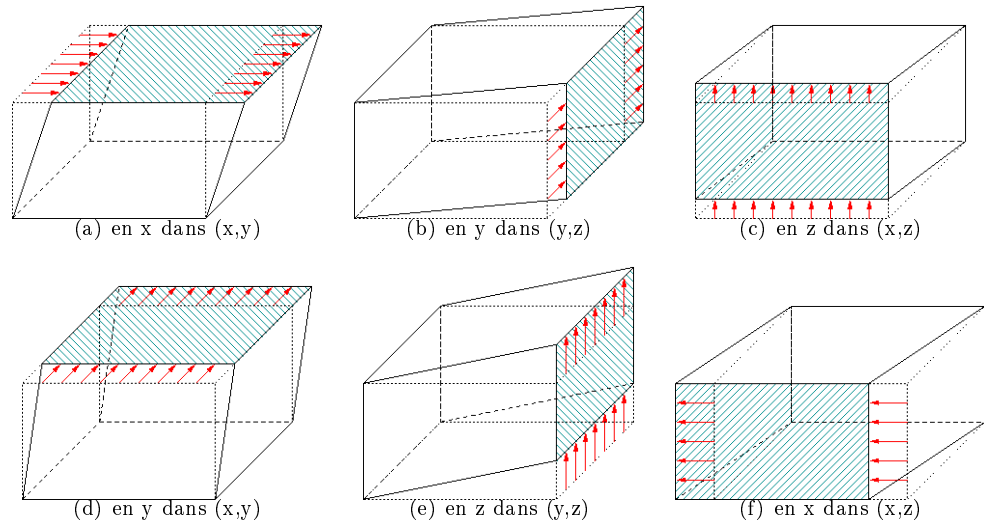 (a) en x dans (x,y)
(b) en y dans (y,z)
(c) en z dans (x,z)
(d) en y dans (x,y)
(e) en z dans (y,z)
(f) en x dans (x,z)